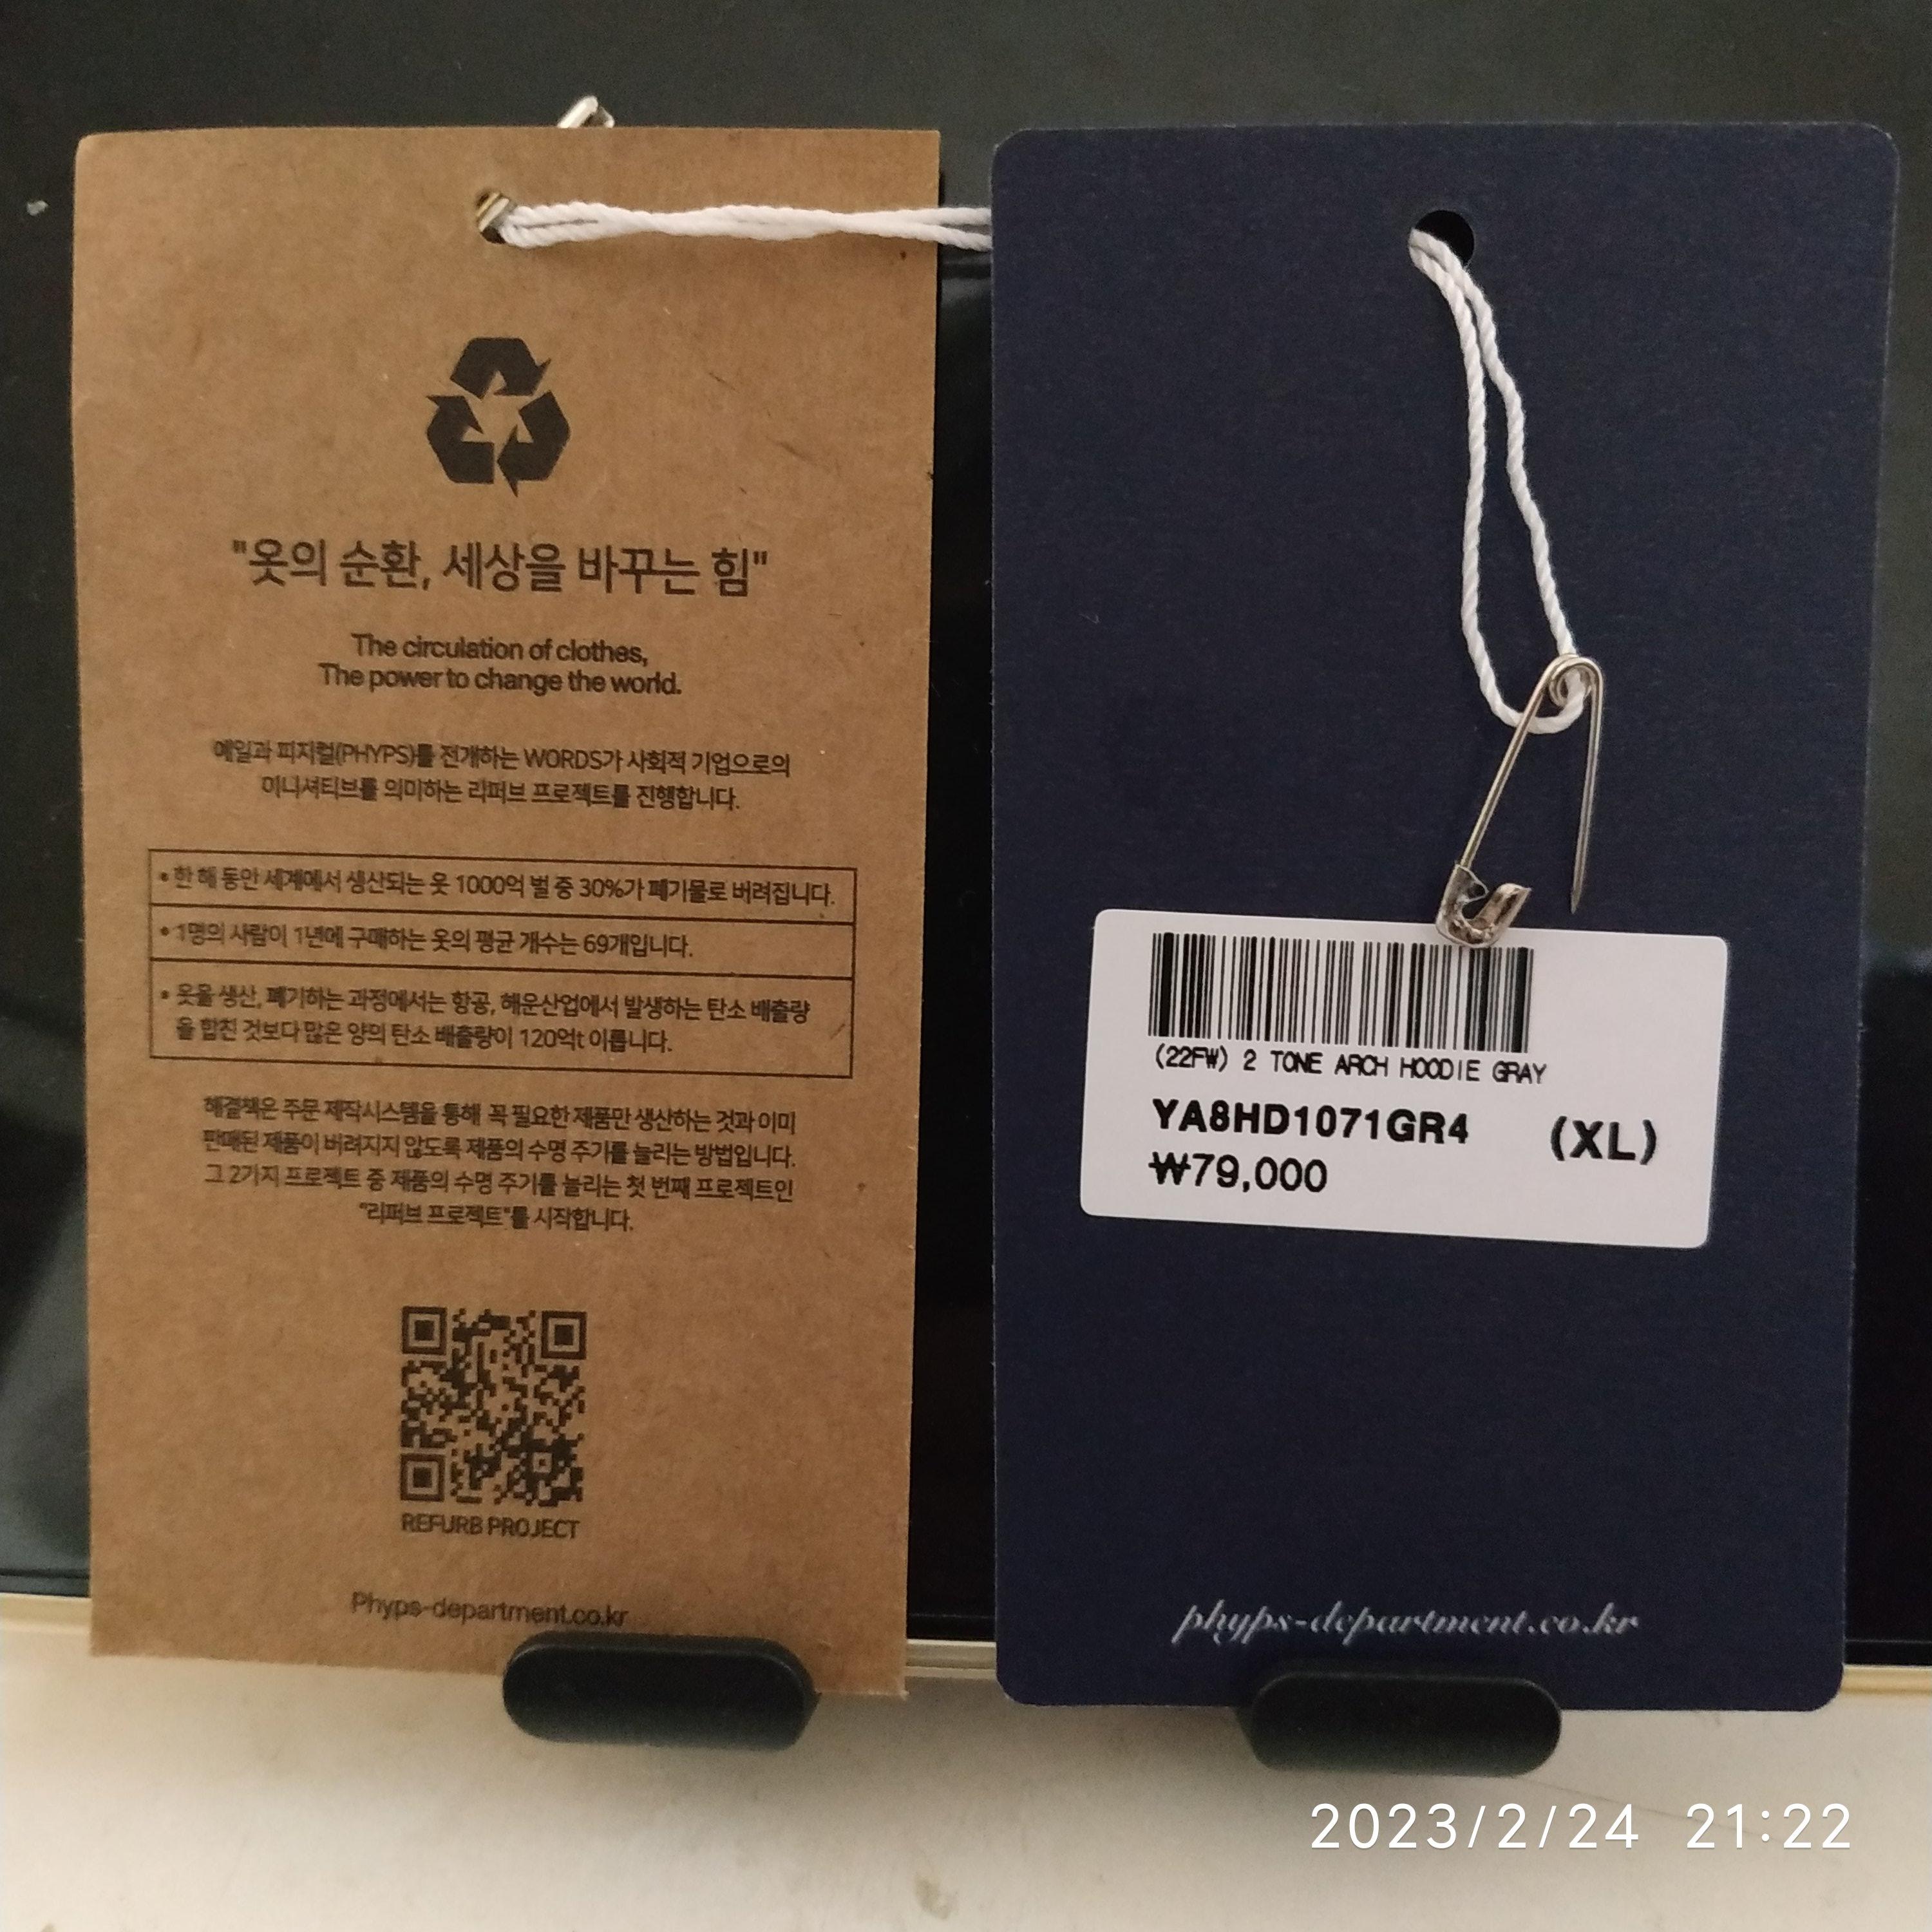 "옷의 순환, 세상을 바꾸는 힘"
The circulation of clothes,
The power to change the world.
예일과 피지컬(PHYPS)를 전개하는 WORDS가 사회적 기업으로의
이니셔티브를 의미하는 리퍼브 프로젝트를 진행합니다.
• 한 해 동안 세계에서 생산되는 옷 1000억 벌 중 30%가 폐기물로 버려집니다.
• 1명의 사람이 1년에 구매하는 옷의 평균 개수는 69개입니다.
• 옷을 생산, 폐기하는 과정에서는 항공, 해운산업에서 발생하는 탄소 배출량
을 합친 것보다 많은 양의 탄소 배출량이 120억t 이릅니다.
해결책은 주문 제작시스템을 통해 꼭 필요한 제품만 생산하는 것과 이미
판매된 제품이 버려지지 않도록 제품의 수명 주기를 늘리는 방법입니다.
그 2가지 프로젝트 중 제품의 수명 주기를 늘리는 첫 번째 프로젝트인
"리퍼브 프로젝트"를 시작합니다.
REFURB PROJECT
Phyps-department.co.kr
(22FW) 2 TONE ARCH HOODIE GRAY
YA8HD1071GR4 (XL)
₩79,000
phyps-department.co.kr
2023/2/24 21:22